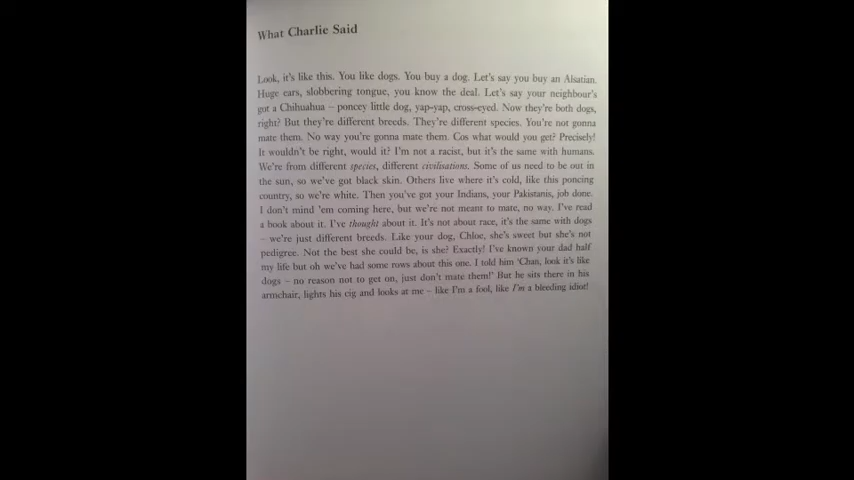 What Charlie Said
Look, it's like this. You like dogs. You buy a dog. Let's say you buy an Alsatian.
Huge ears, slobbering tongue, you know the deal. Let's say your neighbour's
got a Chihuahua – poncey little dog, yap-yap, cross-eyed. Now they're both dogs,
right? But they're different breeds. They're different species. You're not gonna
mate them. No way you're gonna mate them. Cos what would you get? Precisely!
It wouldn't be right, would it? I'm not a racist, but it's the same with humans.
We're from different species, different civilisations. Some of us need to be out in
the sun, so we've got black skin. Others live where it's cold, like this poncing
country, so we're white. Then you've got your Indians, your Pakistanis, job done.
I don't mind 'em coming here, but we're not meant to mate, no way. I've read
a book about it. I've thought about it. It's not about race, it's the same with dogs
– we're just different breeds. Like your dog, Chloe, she's sweet but she's not
pedigree. Not the best she could be, is she? Exactly! I've known your dad half
my life but oh we've had some rows about this one. I told him 'Chan, look it's like
dogs – no reason not to get on, just don't mate them!' But he sits there in his
armchair, lights his cig and looks at me – like I'm a fool, like I'm a bleeding idiot!